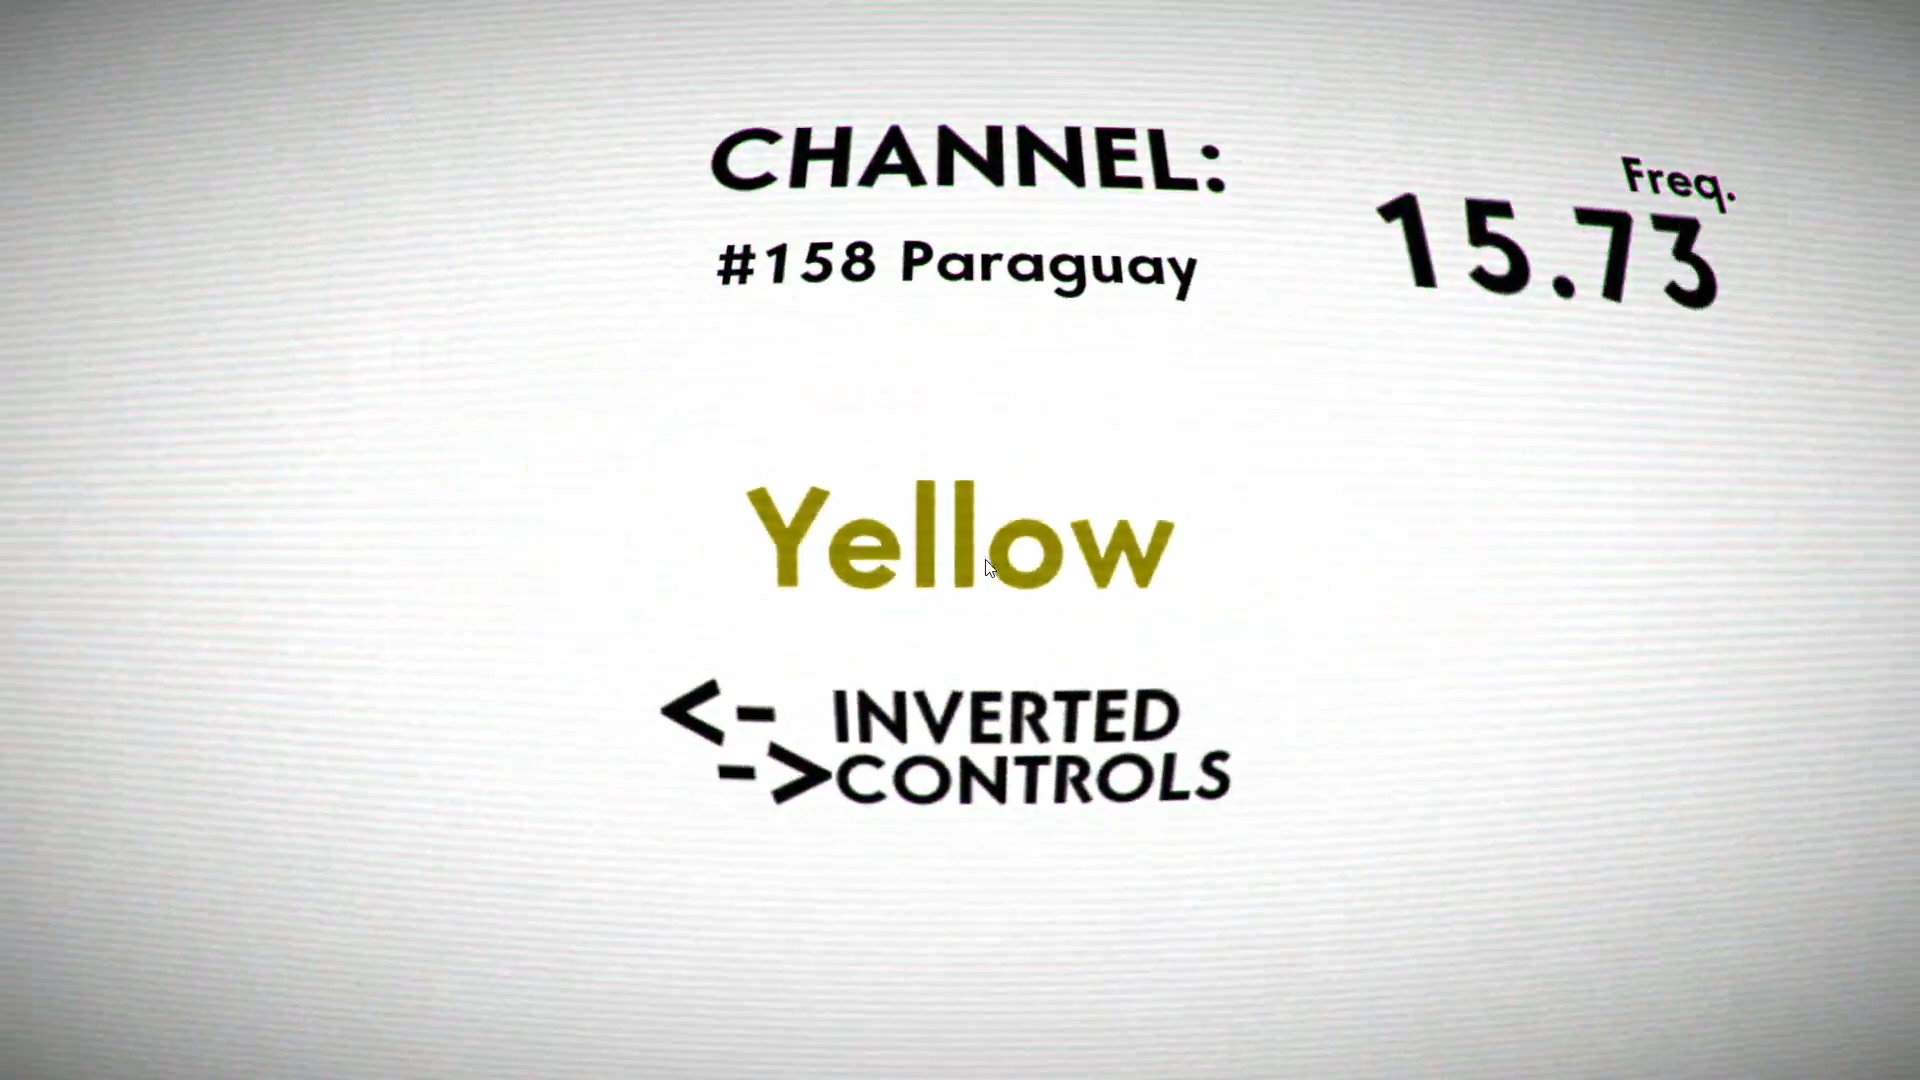 CHANNEL:
#158 Paraguay
Freq.
15.73
Yellow
<- INVERTED
->CONTROLS